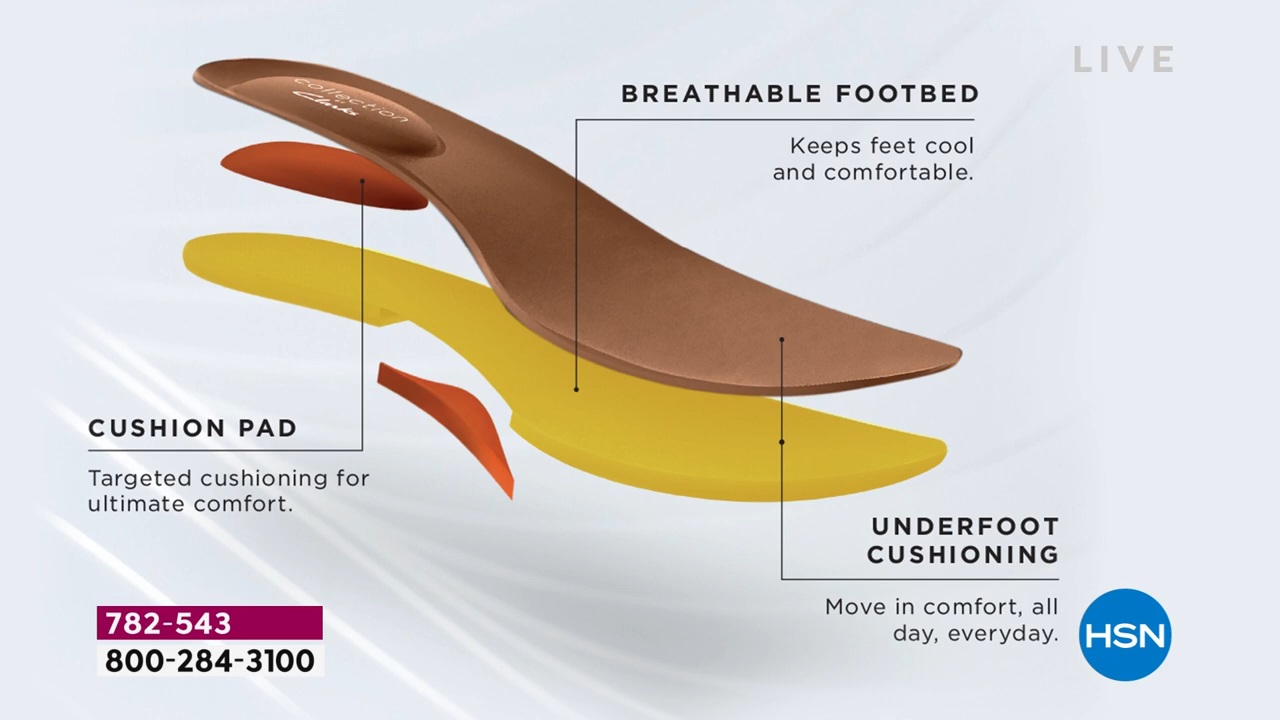 LIVE
collection
Clarks
BREATHABLE FOOTBED
Keeps feet cool
and comfortable.
CUSHION PAD
Targeted cushioning for
ultimate comfort.
UNDERFOOT
CUSHIONING
Move in comfort, all
day, everyday.
782-543
800-284-3100
HSN